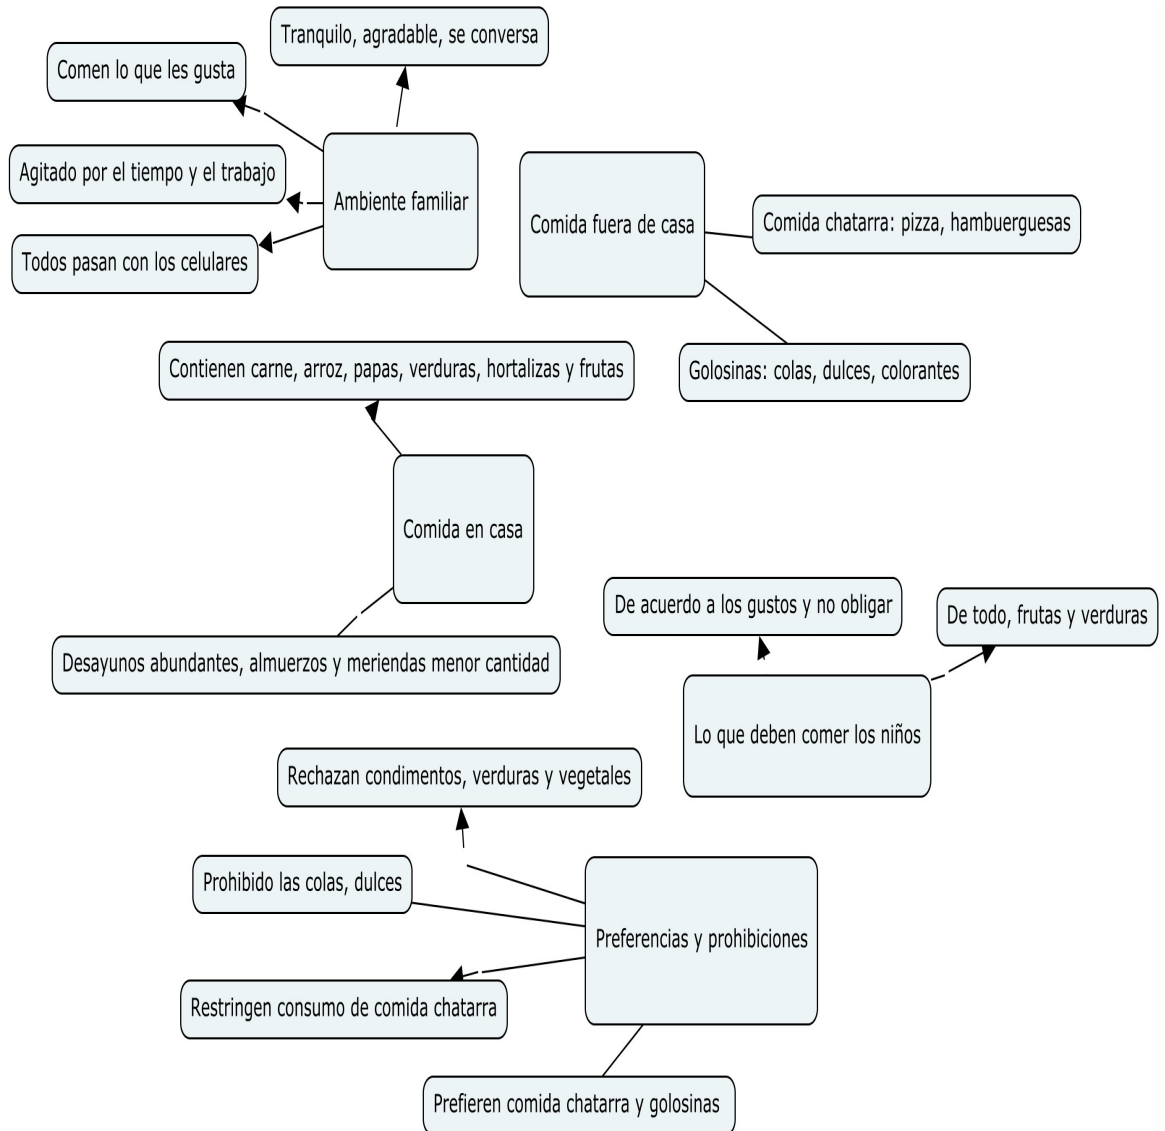 Tranquilo, agradable, se conversa
Comen lo que les gusta
Agitado por el tiempo y el trabajo
Ambiente familiar
Todos pasan con los celulares
Comida fuera de casa
Comida chatarra: pizza, hambuerguesas
Golosinas: colas, dulces, colorantes
Contienen carne, arroz, papas, verduras, hortalizas y frutas
Comida en casa
Desayunos abundantes, almuerzos y meriendas menor cantidad
De acuerdo a los gustos y no obligar
De todo, frutas y verduras
Lo que deben comer los niños
Rechazan condimentos, verduras y vegetales
Prohibido las colas, dulces
Preferencias y prohibiciones
Restringen consumo de comida chatarra
Prefieren comida chatarra y golosinas